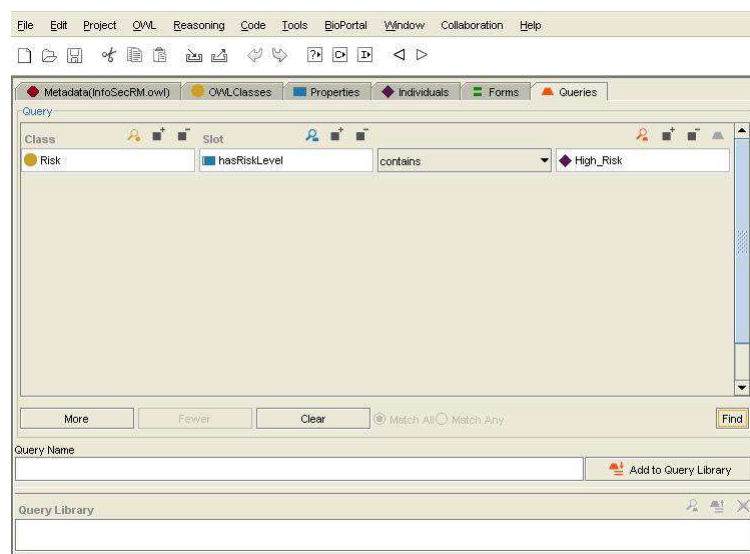 File Edit Project OWL Reasoning Code Tools BioPortal Window Collaboration Help
Metadata(InfoSecRM.owl) OWLClasses Properties Individuals Forms Queries
Query
Class Slot
Risk hasRiskLevel contains High_Risk
More Fewer Clear Match All Match Any Find
Query Name
Add to Query Library
Query Library